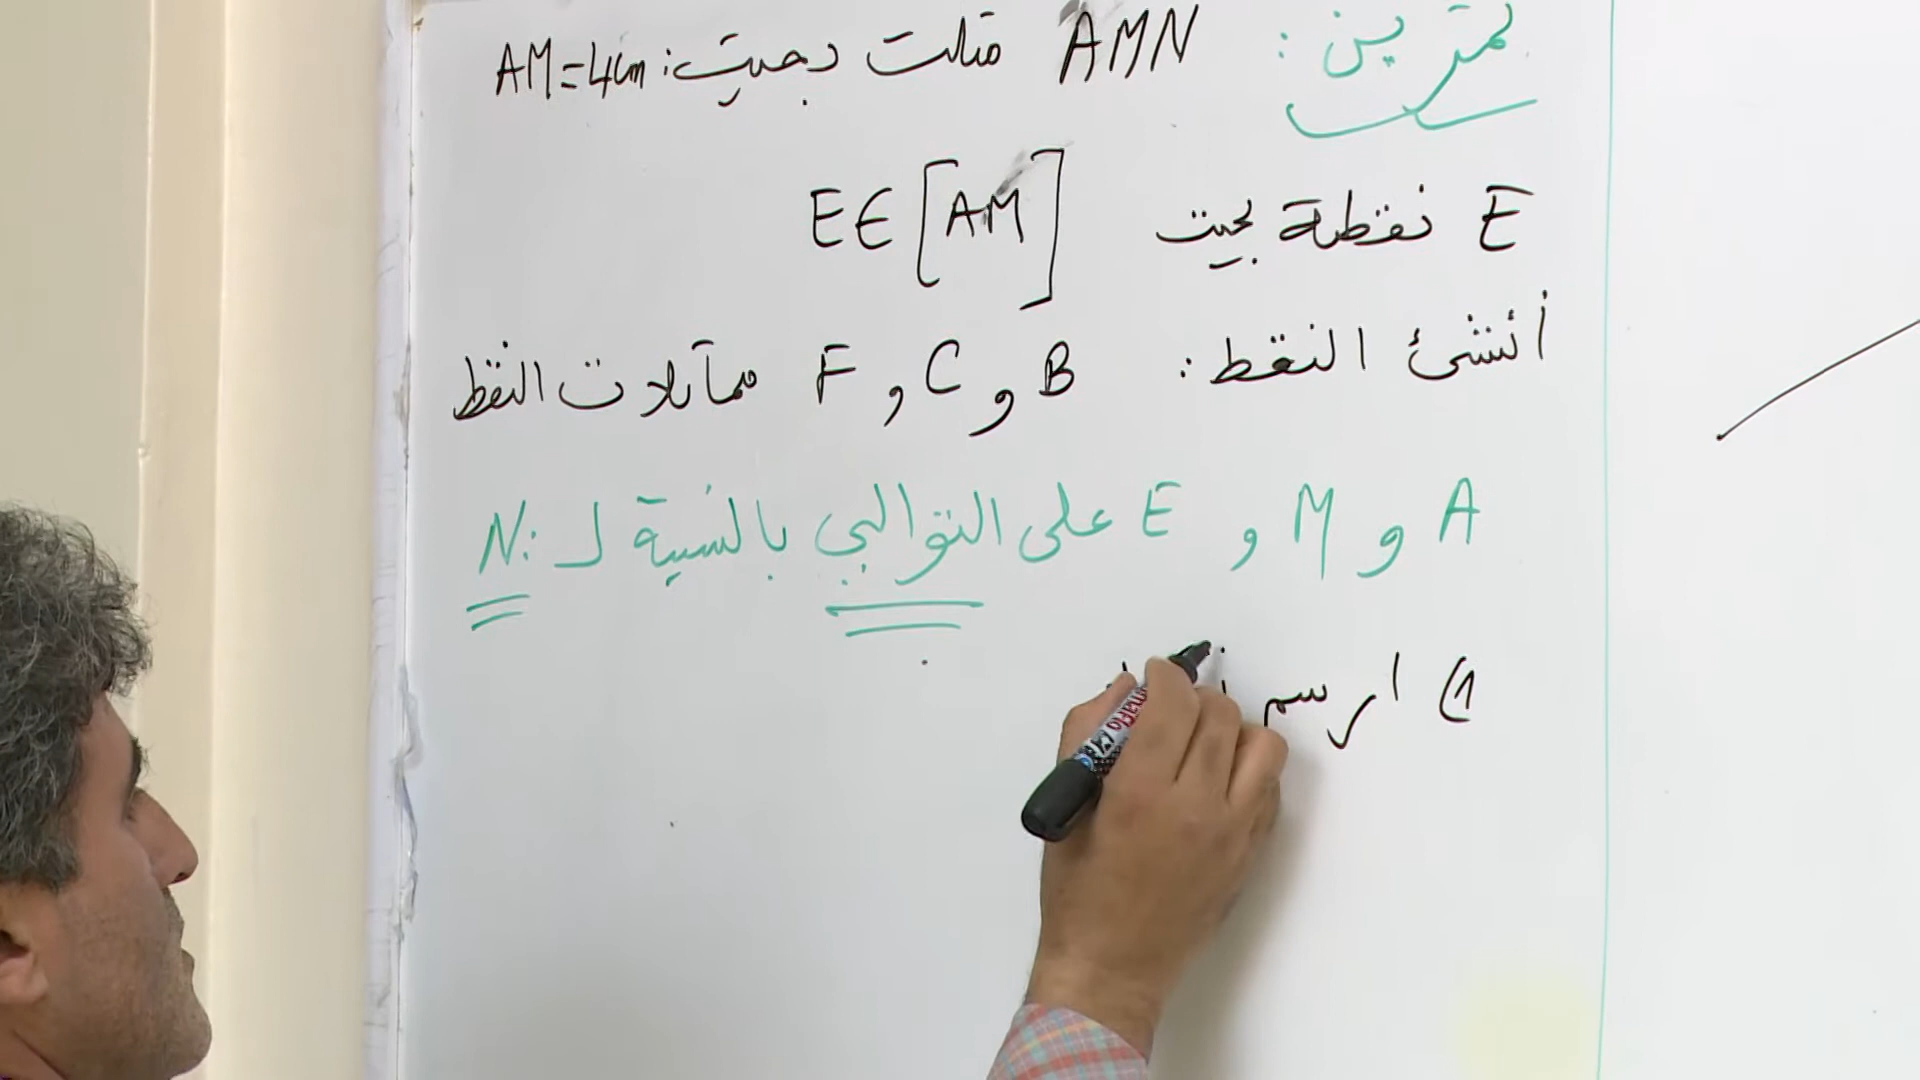 تمرين: AMN مثلث بحيث: AM=4cm
E نقطة بحيث E∈[AM]
أنشئ النقط: B و C و F مماثلات النقط
A و M و E على التوالي بالنسبة لـ N:
1) ارسم